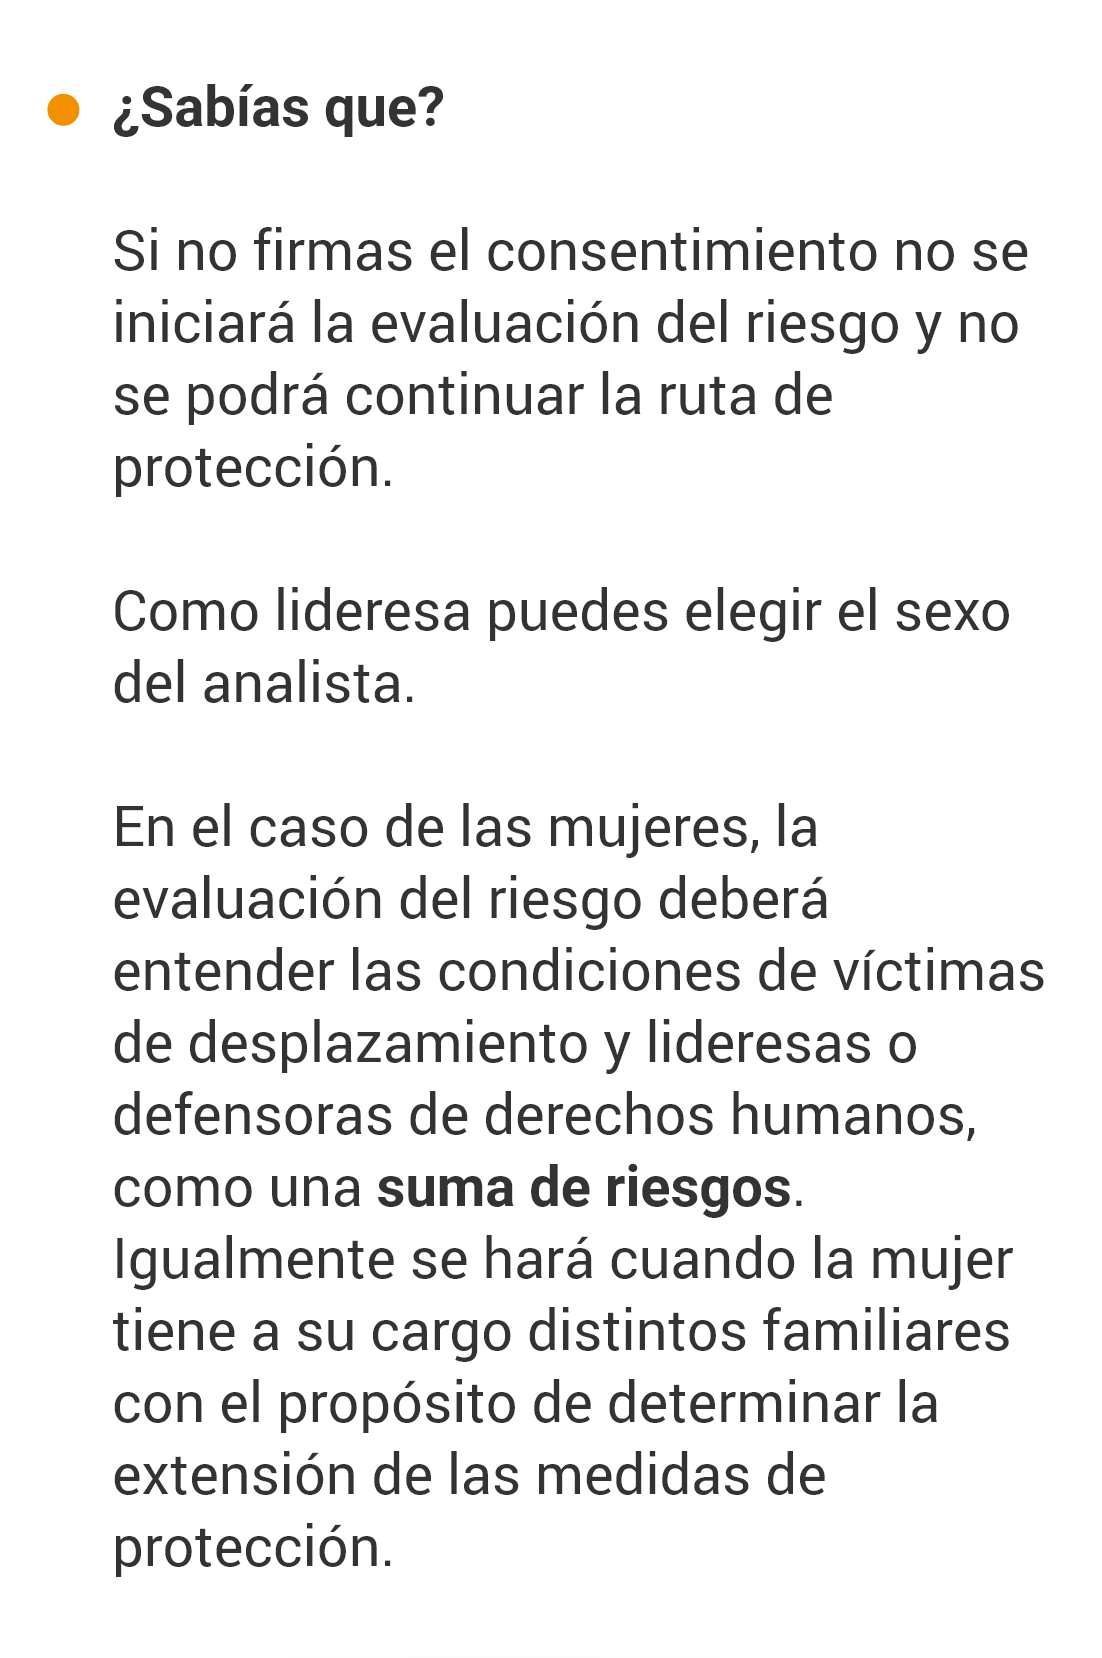 ¿Sabías que?
Si no firmas el consentimiento no se
iniciará la evaluación del riesgo y no
se podrá continuar la ruta de
protección.
Como lideresa puedes elegir el sexo
del analista.
En el caso de las mujeres, la
evaluación del riesgo deberá
entender las condiciones de víctimas
de desplazamiento y lideresas o
defensoras de derechos humanos,
como una suma de riesgos.
Igualmente se hará cuando la mujer
tiene a su cargo distintos familiares
con el propósito de determinar la
extensión de las medidas de
protección.